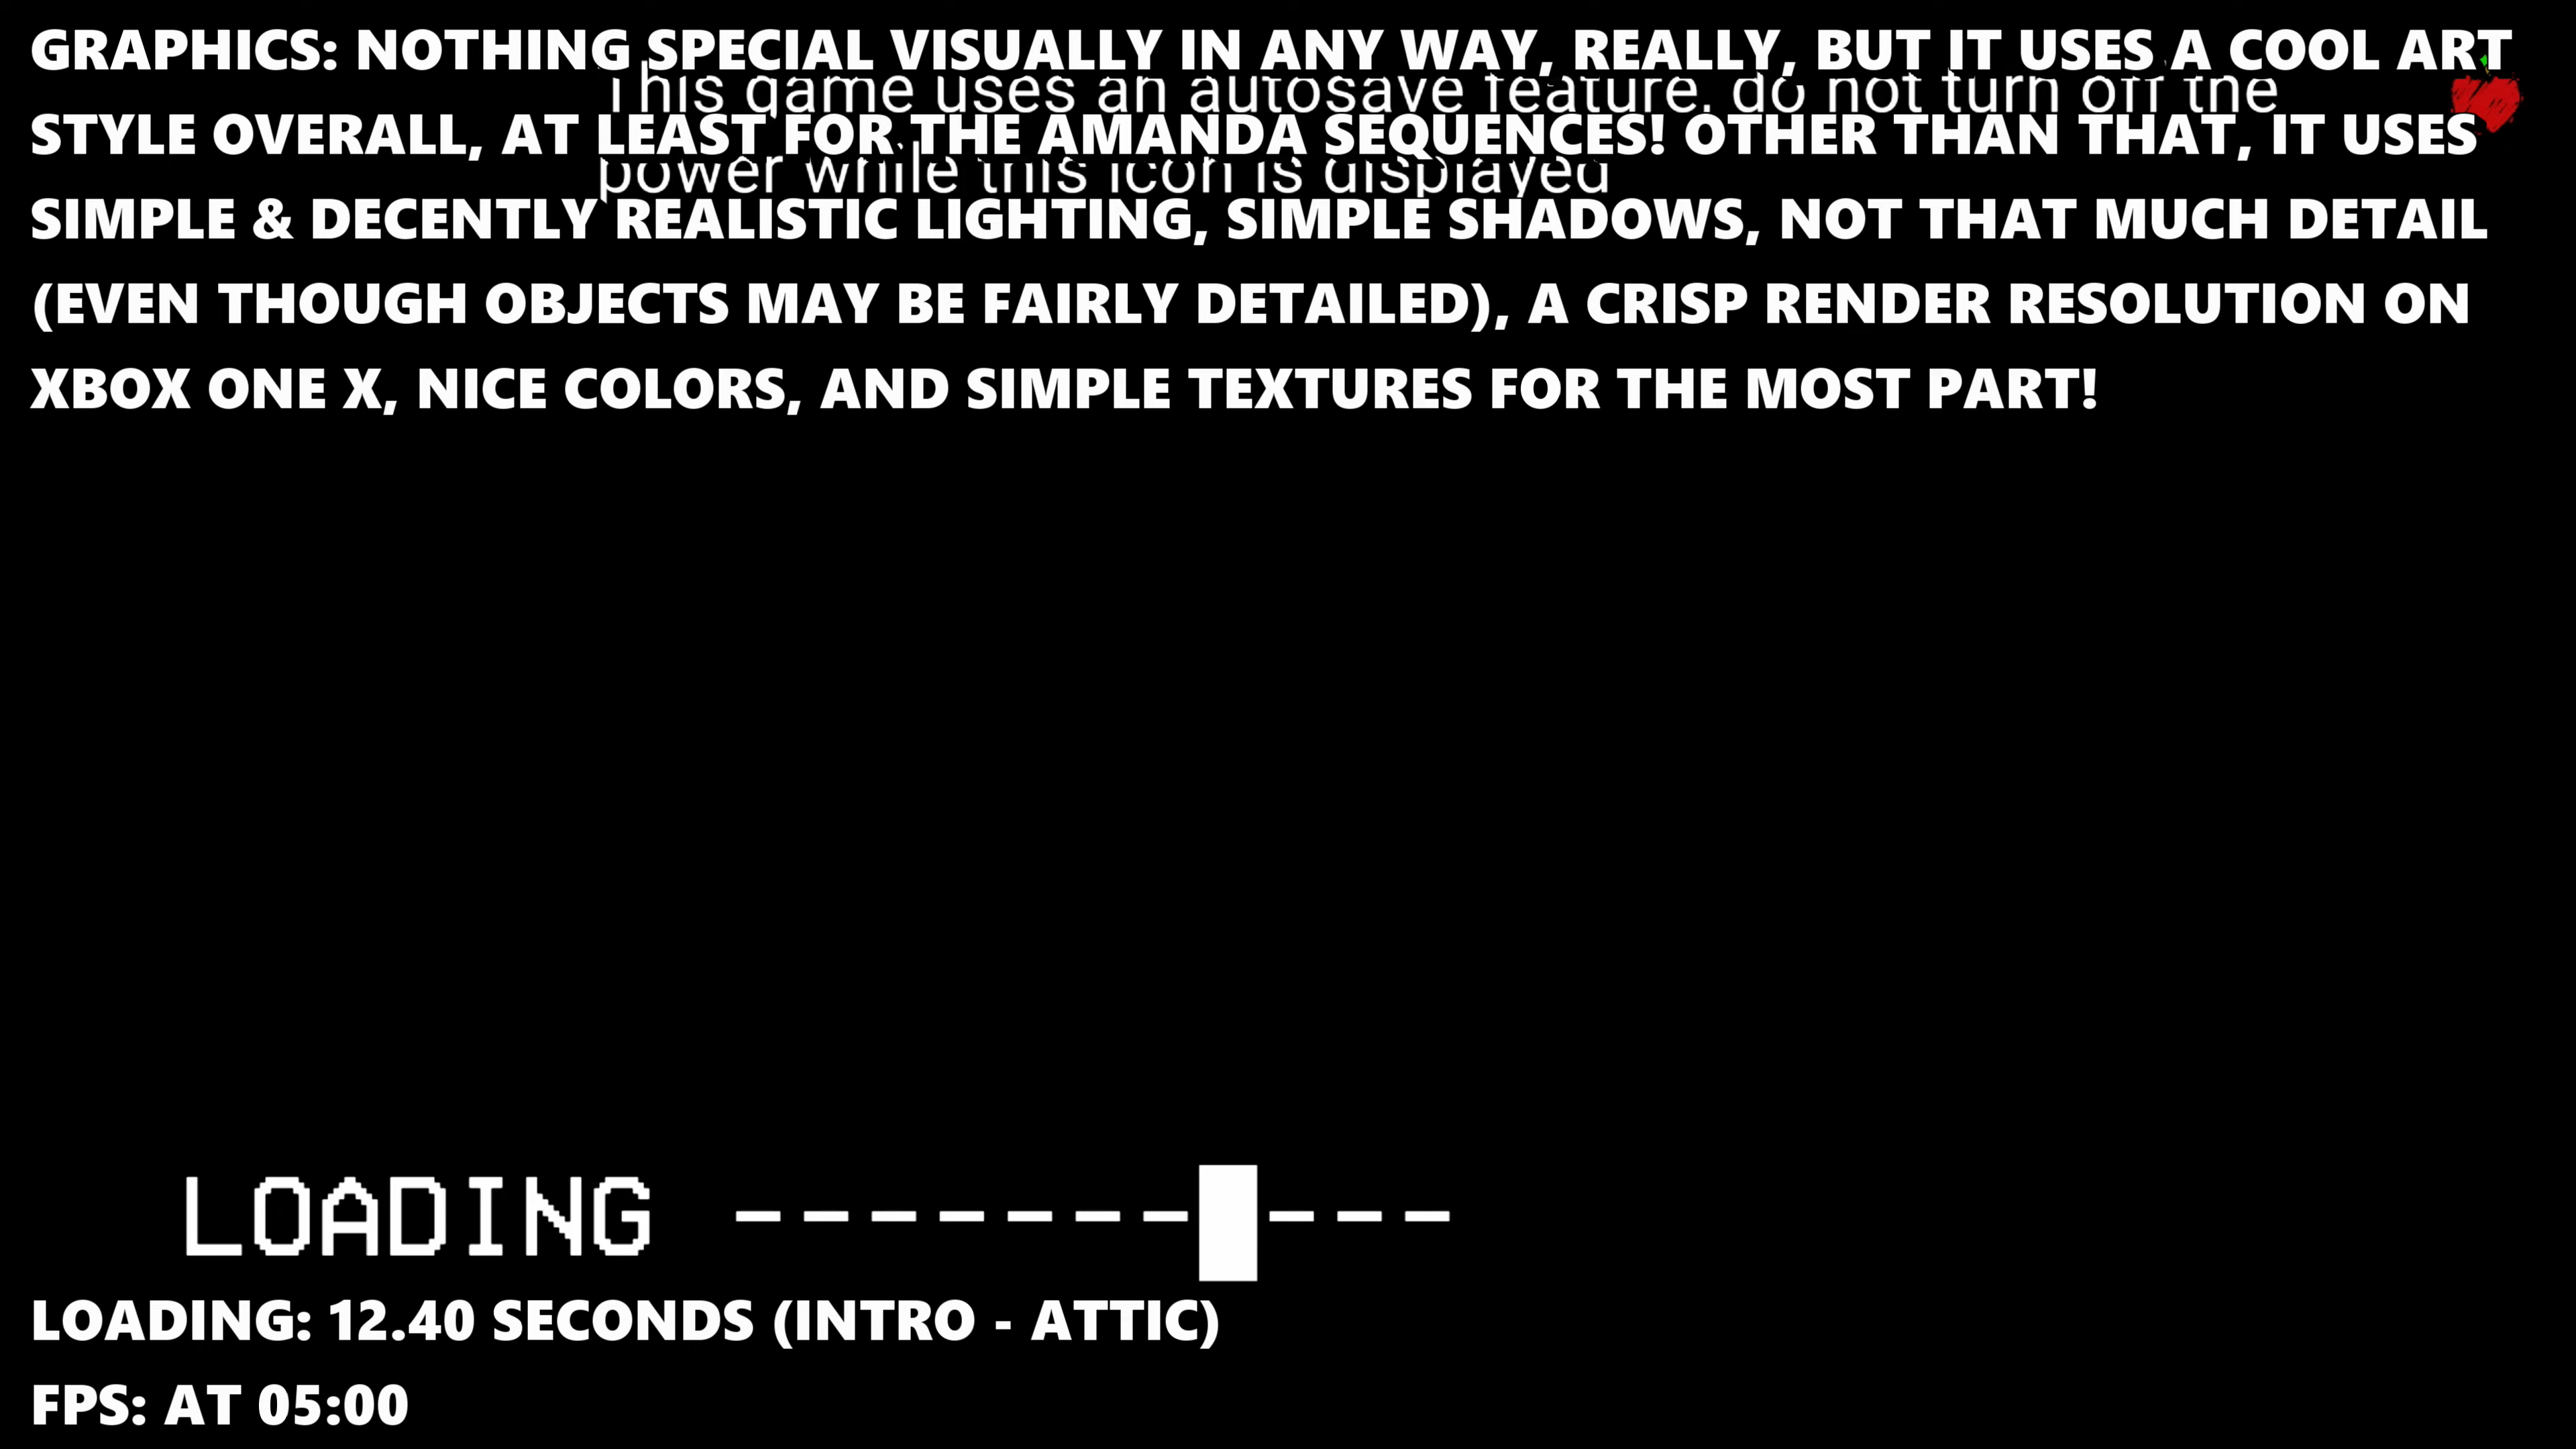 GRAPHICS: NOTHING SPECIAL VISUALLY IN ANY WAY, REALLY, BUT IT USES A COOL ART
This game uses an autosave feature. do not turn off the
STYLE OVERALL, AT LEAST FOR THE AMANDA SEQUENCES! OTHER THAN THAT, IT USES
power while this icon is displayed
SIMPLE & DECENTLY REALISTIC LIGHTING, SIMPLE SHADOWS, NOT THAT MUCH DETAIL
(EVEN THOUGH OBJECTS MAY BE FAIRLY DETAILED), A CRISP RENDER RESOLUTION ON
XBOX ONE X, NICE COLORS, AND SIMPLE TEXTURES FOR THE MOST PART!
LOADING -------█---
LOADING: 12.40 SECONDS (INTRO - ATTIC)
FPS: AT 05:00